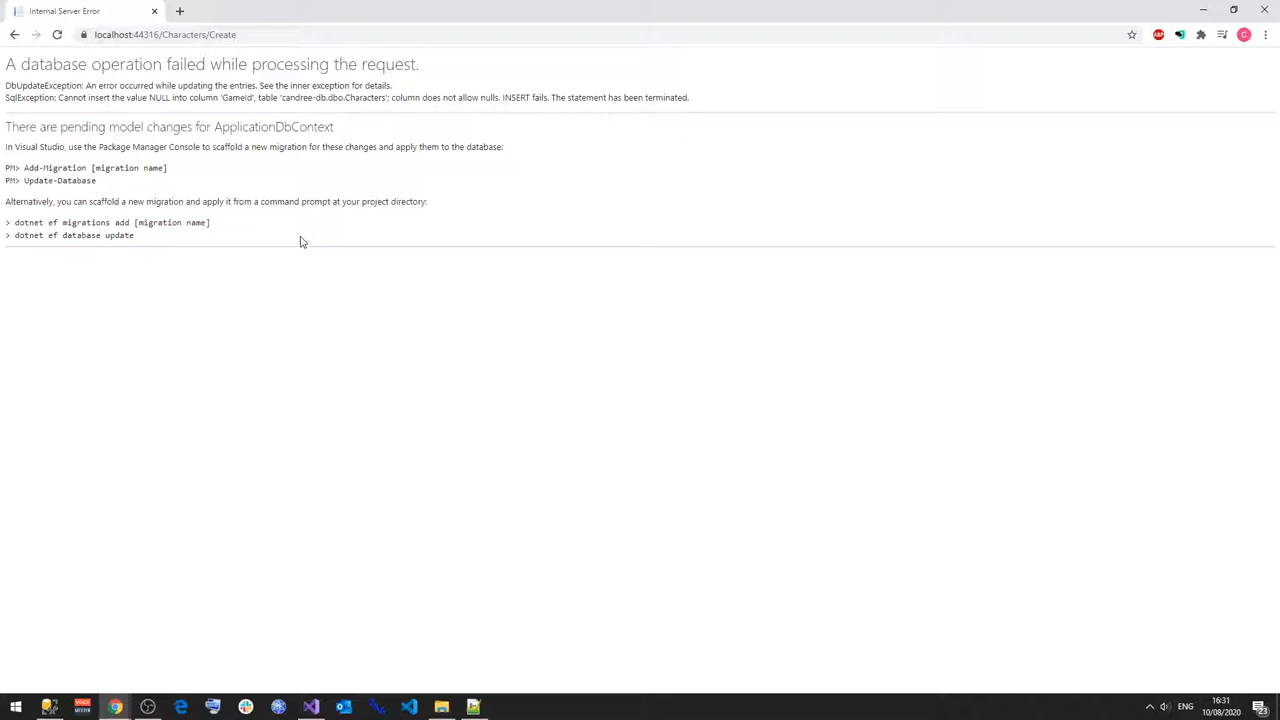 Internal Server Error
localhost:44316/Characters/Create
A database operation failed while processing the request.
DbUpdateException: An error occurred while updating the entries. See the inner exception for details.
SqlException: Cannot insert the value NULL into column 'GameId', table 'candree-db.dbo.Characters'; column does not allow nulls. INSERT fails. The statement has been terminated.
There are pending model changes for ApplicationDbContext
In Visual Studio, use the Package Manager Console to scaffold a new migration for these changes and apply them to the database:
PM> Add-Migration [migration name]
PM> Update-Database
Alternatively, you can scaffold a new migration and apply it from a command prompt at your project directory:
> dotnet ef migrations add [migration name]
> dotnet ef database update
ABP
C
ENG
16:31
10/08/2020
23